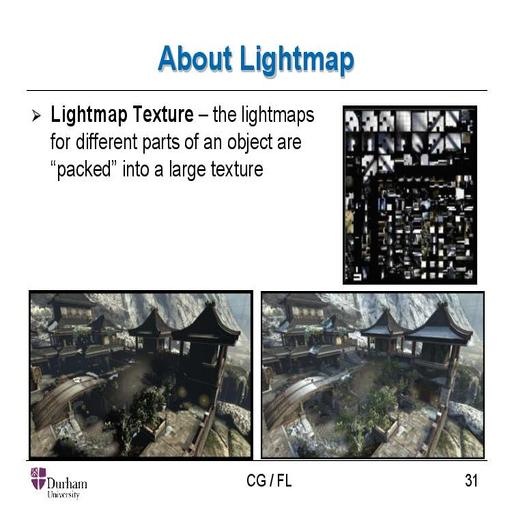 About Lightmap
➢ Lightmap Texture – the lightmaps
for different parts of an object are
“packed” into a large texture
Durham
University
CG / FL
31